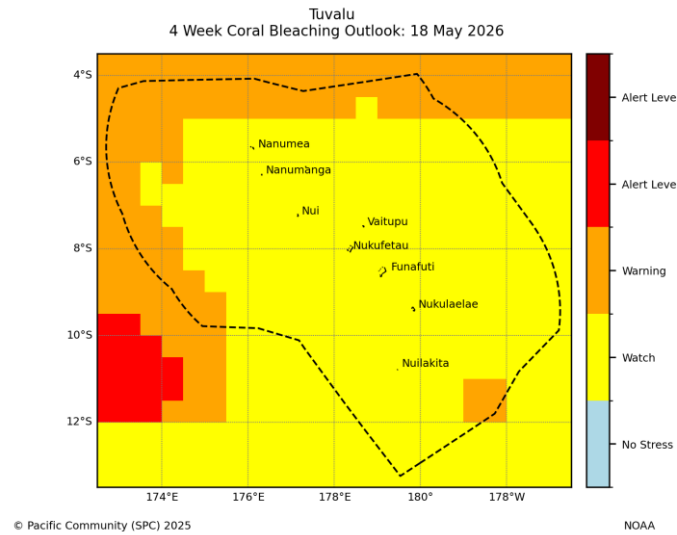 Tuvalu
4 Week Coral Bleaching Outlook: 18 May 2026
4°S
6°S
8°S
10°S
12°S
174°E
176°E
178°E
180°
178°W
Nanumea
Nanumanga
Nui
Vaitupu
Nukufetau
Funafuti
Nukulaelae
Nuilakita
Alert Leve
Alert Leve
Warning
Watch
No Stress
© Pacific Community (SPC) 2025
NOAA